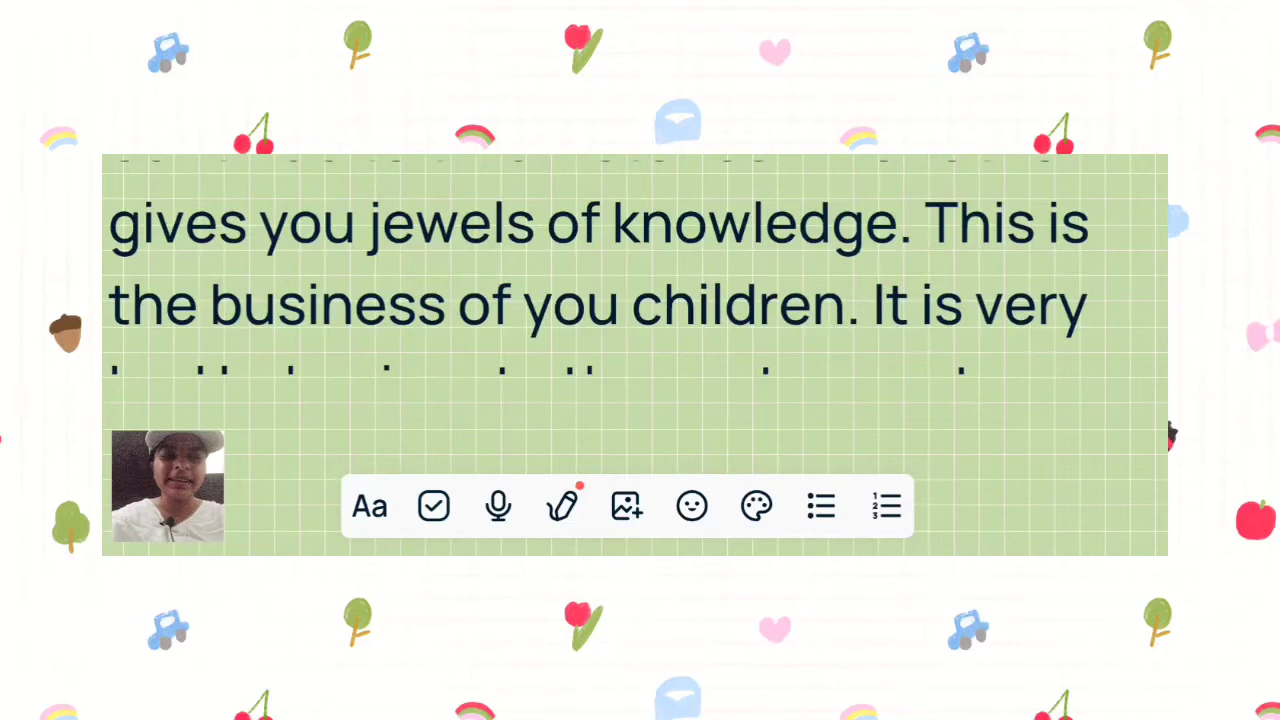 gives you jewels of knowledge. This is
the business of you children. It is very
Aa